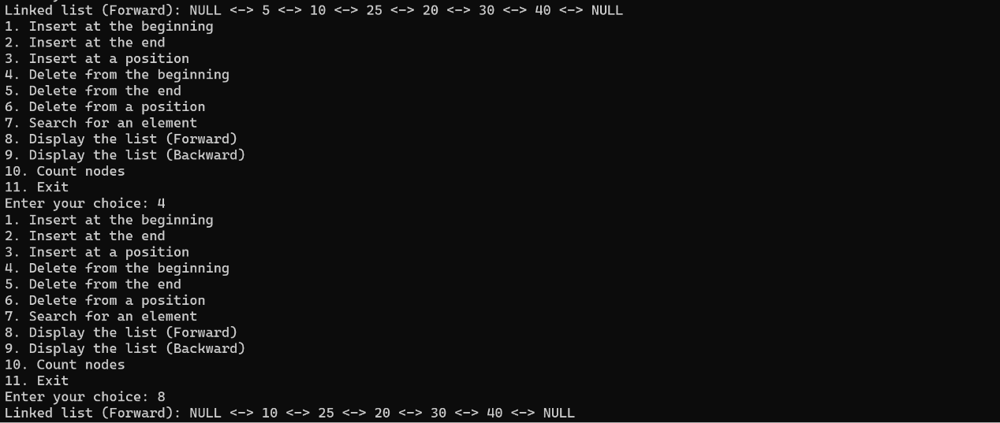 Linked list (Forward): NULL <-> 5 <-> 10 <-> 25 <-> 20 <-> 30 <-> 40 <-> NULL
1. Insert at the beginning
2. Insert at the end
3. Insert at a position
4. Delete from the beginning
5. Delete from the end
6. Delete from a position
7. Search for an element
8. Display the list (Forward)
9. Display the list (Backward)
10. Count nodes
11. Exit
Enter your choice: 4
1. Insert at the beginning
2. Insert at the end
3. Insert at a position
4. Delete from the beginning
5. Delete from the end
6. Delete from a position
7. Search for an element
8. Display the list (Forward)
9. Display the list (Backward)
10. Count nodes
11. Exit
Enter your choice: 8
Linked list (Forward): NULL <-> 10 <-> 25 <-> 20 <-> 30 <-> 40 <-> NULL